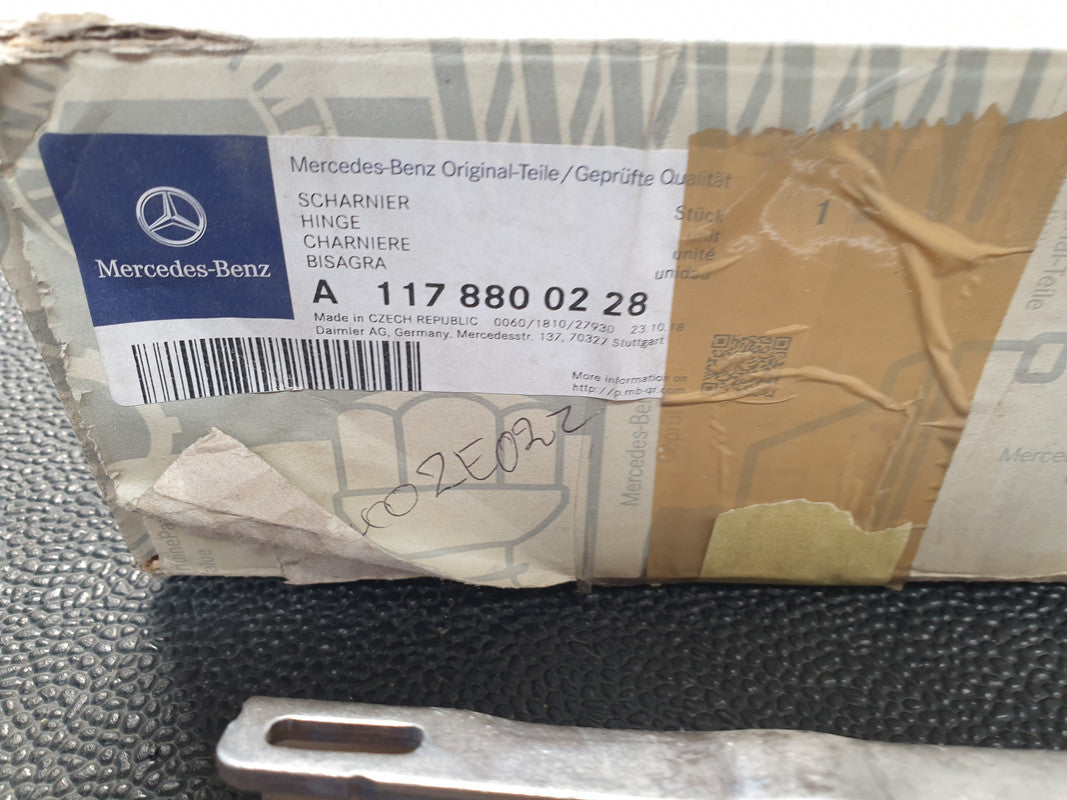 Mercedes-Benz
Mercedes-Benz Original-Teile/Geprüfte Qualität
SCHARNIER
HINGE
CHARNIERE
BISAGRA
Stück
unité
unidad
1
A 117 880 02 28
Made in CZECH REPUBLIC 0060/1810/27930 23.10.18
Daimler AG, Germany, Mercedesstr. 137, 70327 Stuttgart
More information on
http://p.mb-qr.com
02E022
Mercedes-Benz